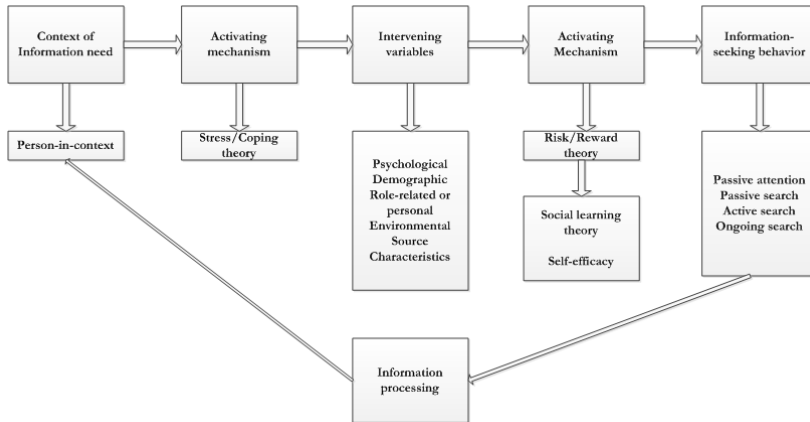 Context of
Information need
Activating
mechanism
Intervening
variables
Activating
Mechanism
Information-
seeking behavior
Person-in-context
Stress/Coping
theory
Psychological
Demographic
Role-related or
personal
Environmental
Source
Characteristics
Risk/Reward
theory
Social learning
theory
Self-efficacy
Passive attention
Passive search
Active search
Ongoing search
Information
processing